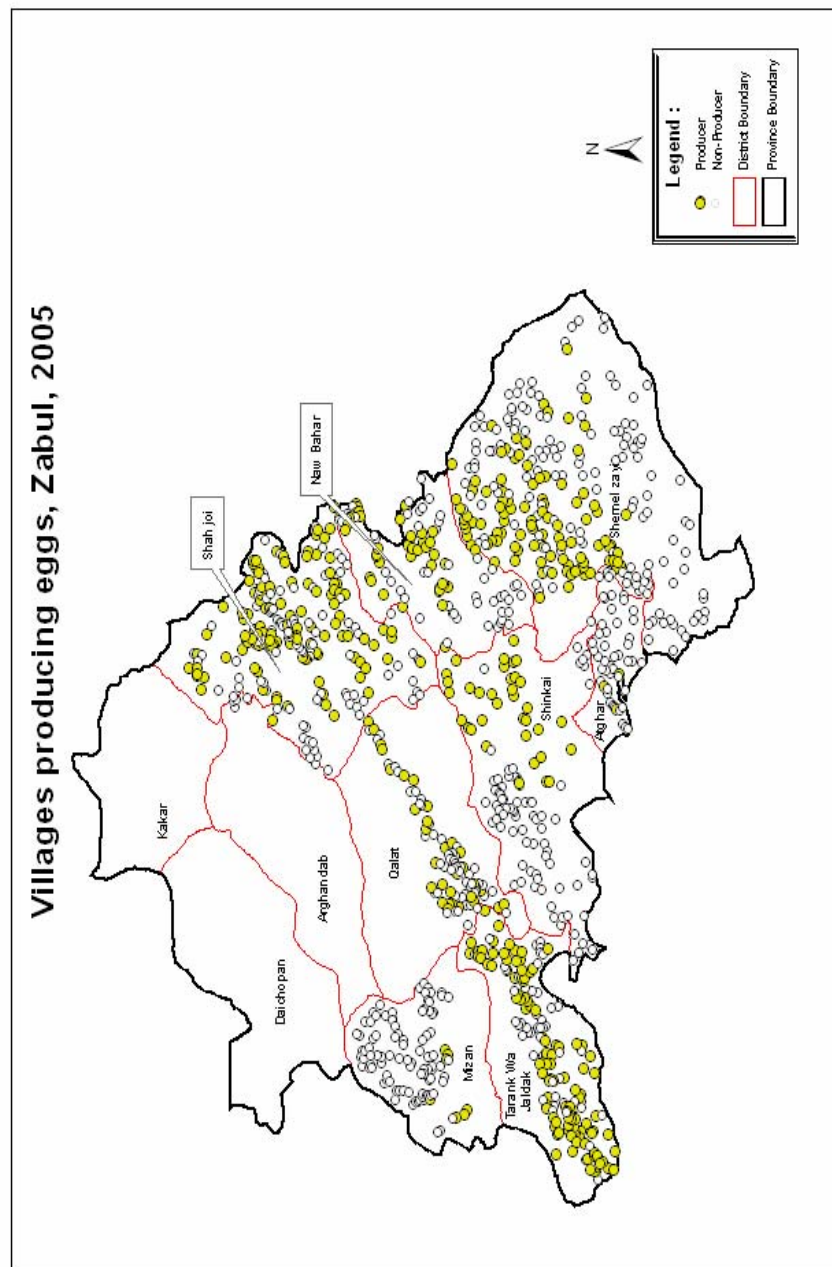 Villages producing eggs, Zabul, 2005
Kakar
Daichopan
Arghandab
Shah joi
Naw Bahar
Qalat
Mizan
Tarank Wa
Jaldak
Shinkai
Atghar
Shemel zayi
N
Legend :
Producer
Non-Producer
District Boundary
Province Boundary